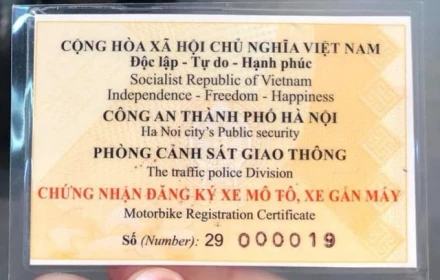 CỘNG HÒA XÃ HỘI CHỦ NGHĨA VIỆT NAM
Độc lập - Tự do - Hạnh phúc
Socialist Republic of Vietnam
Independence - Freedom - Happiness
CÔNG AN THÀNH PHỐ HÀ NỘI
Ha Noi city's Public security
PHÒNG CẢNH SÁT GIAO THÔNG
The traffic police Division
CHỨNG NHẬN ĐĂNG KÝ XE MÔ TÔ, XE GẮN MÁY
Motorbike Registration Certificate
Số (Number): 29 000019